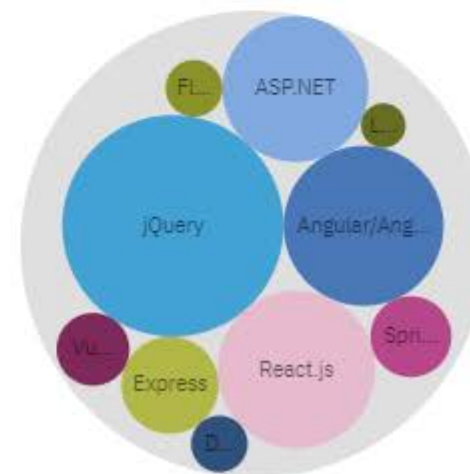 Fl...
ASP.NET
L...
jQuery
Angular/Ang...
Vu...
Express
React.js
Spri...
D...